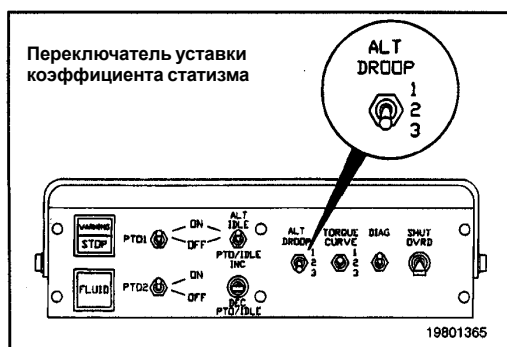 Переключатель уставки
коэффициента статизма
ALT
DROOP
1
2
3
WARNING
STOP
PTO1
ON
OFF
ALT
IDLE
PTO/IDLE
INC
ALT
DROOP
1
2
3
TORQUE
CURVE
1
2
3
DIAG
SHUT
OVRD
FLUID
PTO2
ON
OFF
DEC
PTO/IDLE
19801365